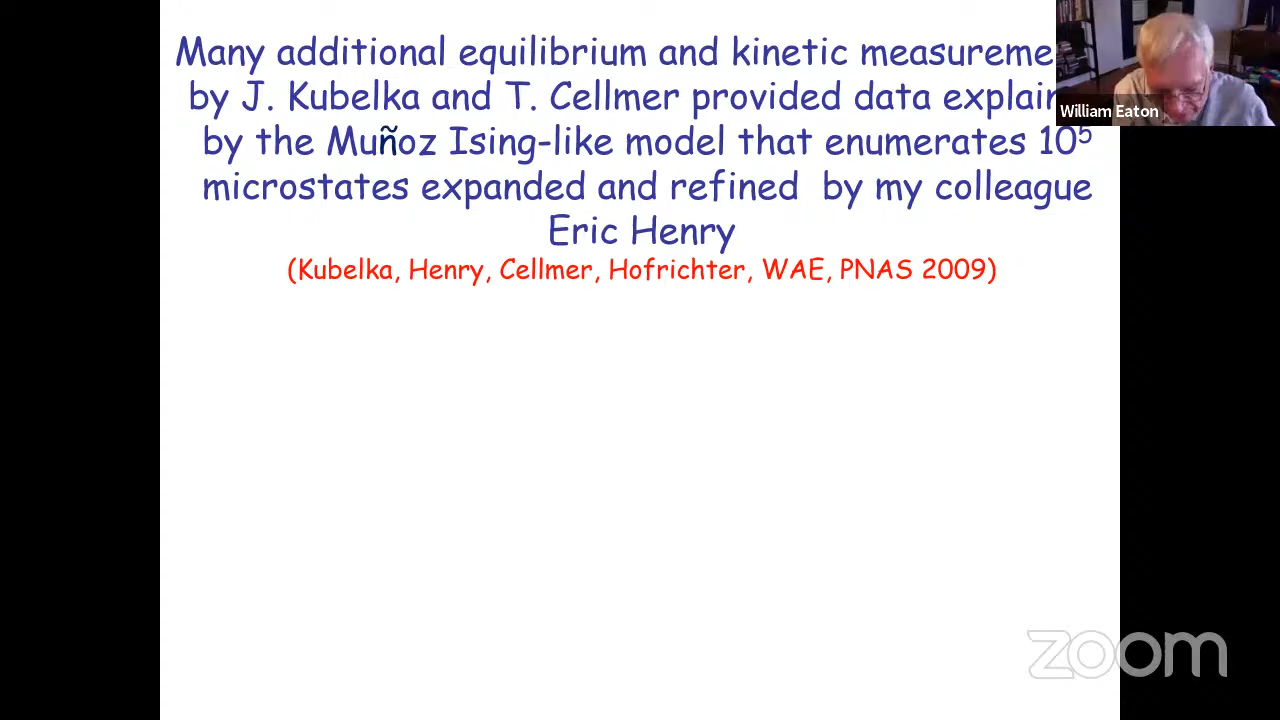 Many additional equilibrium and kinetic measureme
by J. Kubelka and T. Cellmer provided data explain
by the Muñoz Ising-like model that enumerates 10⁵
microstates expanded and refined by my colleague
Eric Henry
(Kubelka, Henry, Cellmer, Hofrichter, WAE, PNAS 2009)
William Eaton
zoom